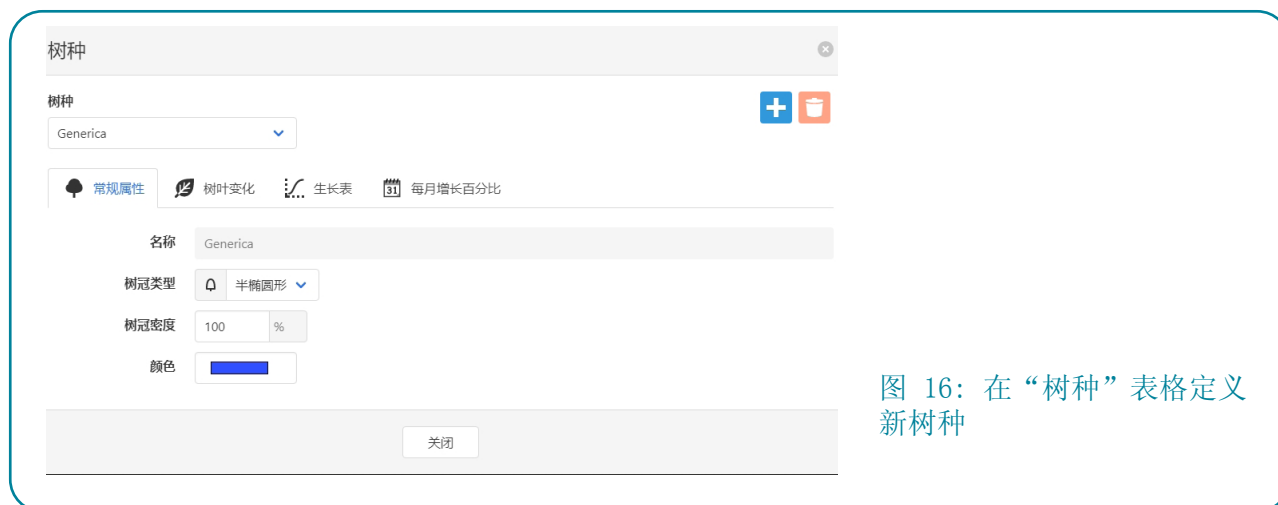 树种
树种
Generica
常规属性 树叶变化 生长表 31 每月增长百分比
名称 Generica
树冠类型 半椭圆形
树冠密度 100 %
颜色
关闭
图 16: 在“树种”表格定义
新树种